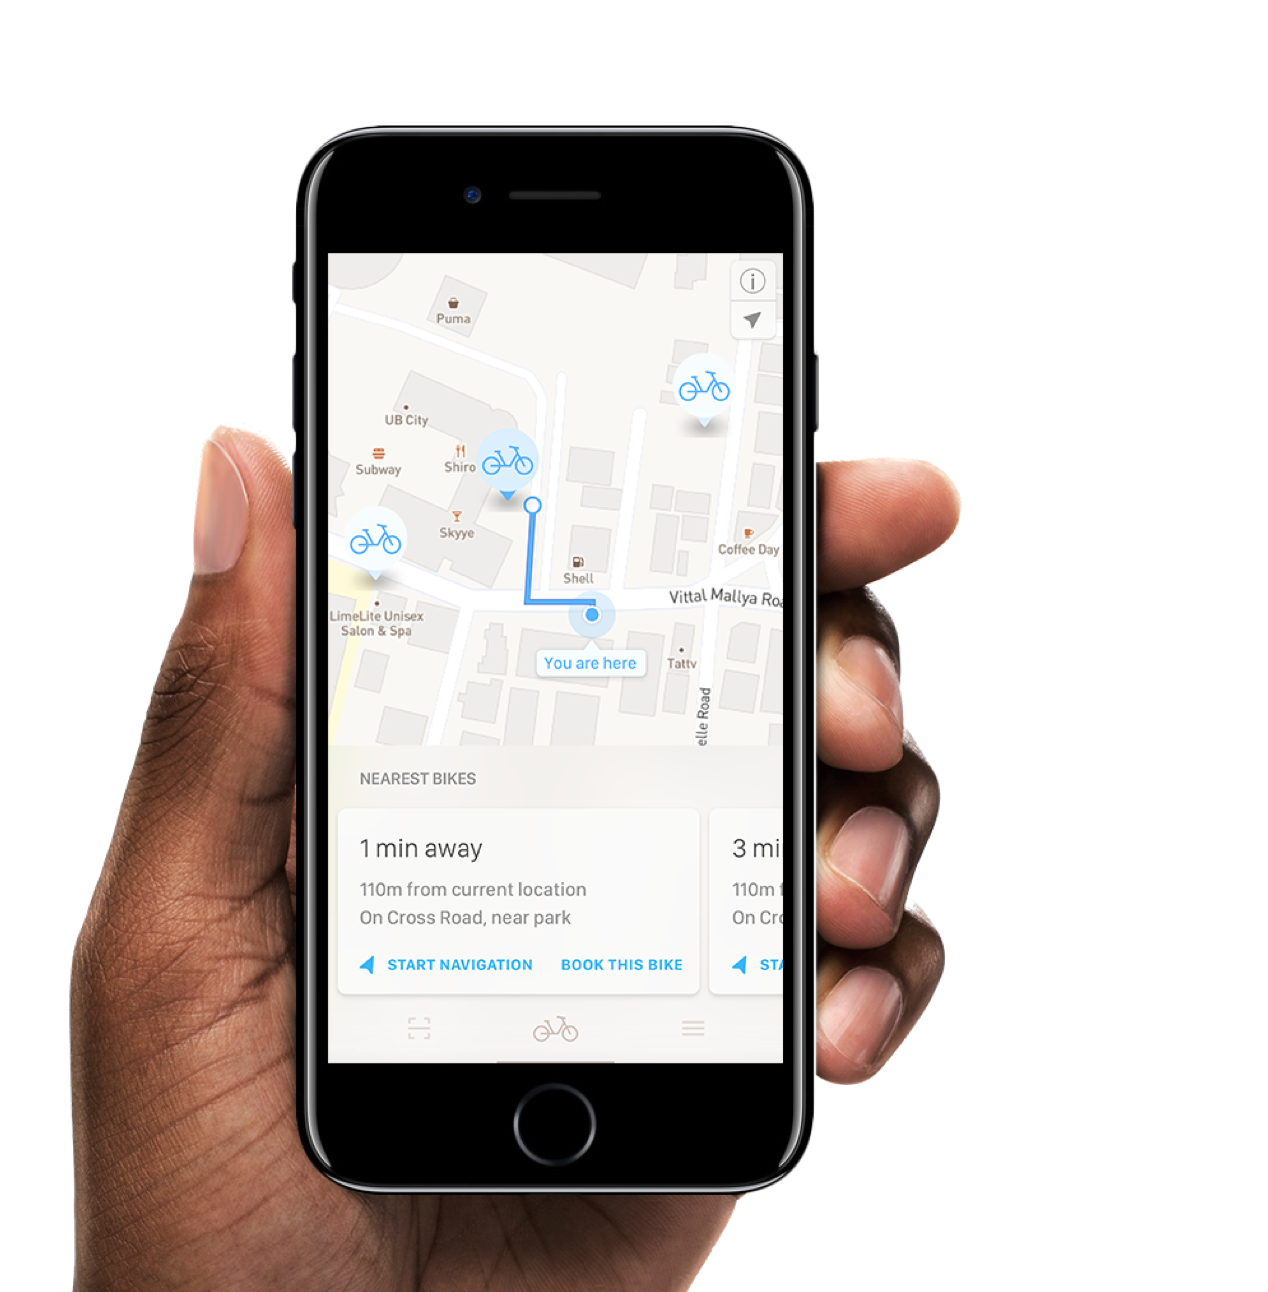 Puma
UB City
Subway
Shiro
Skyye
Coffee Day
Shell
Vittal Mallya Roa
LimeLite Unisex
Salon & Spa
You are here
Tattv
elle Road
NEAREST BIKES
1 min away
3 mi
110m from current location
110m f
On Cross Road, near park
On Cro
START NAVIGATION
BOOK THIS BIKE
STA